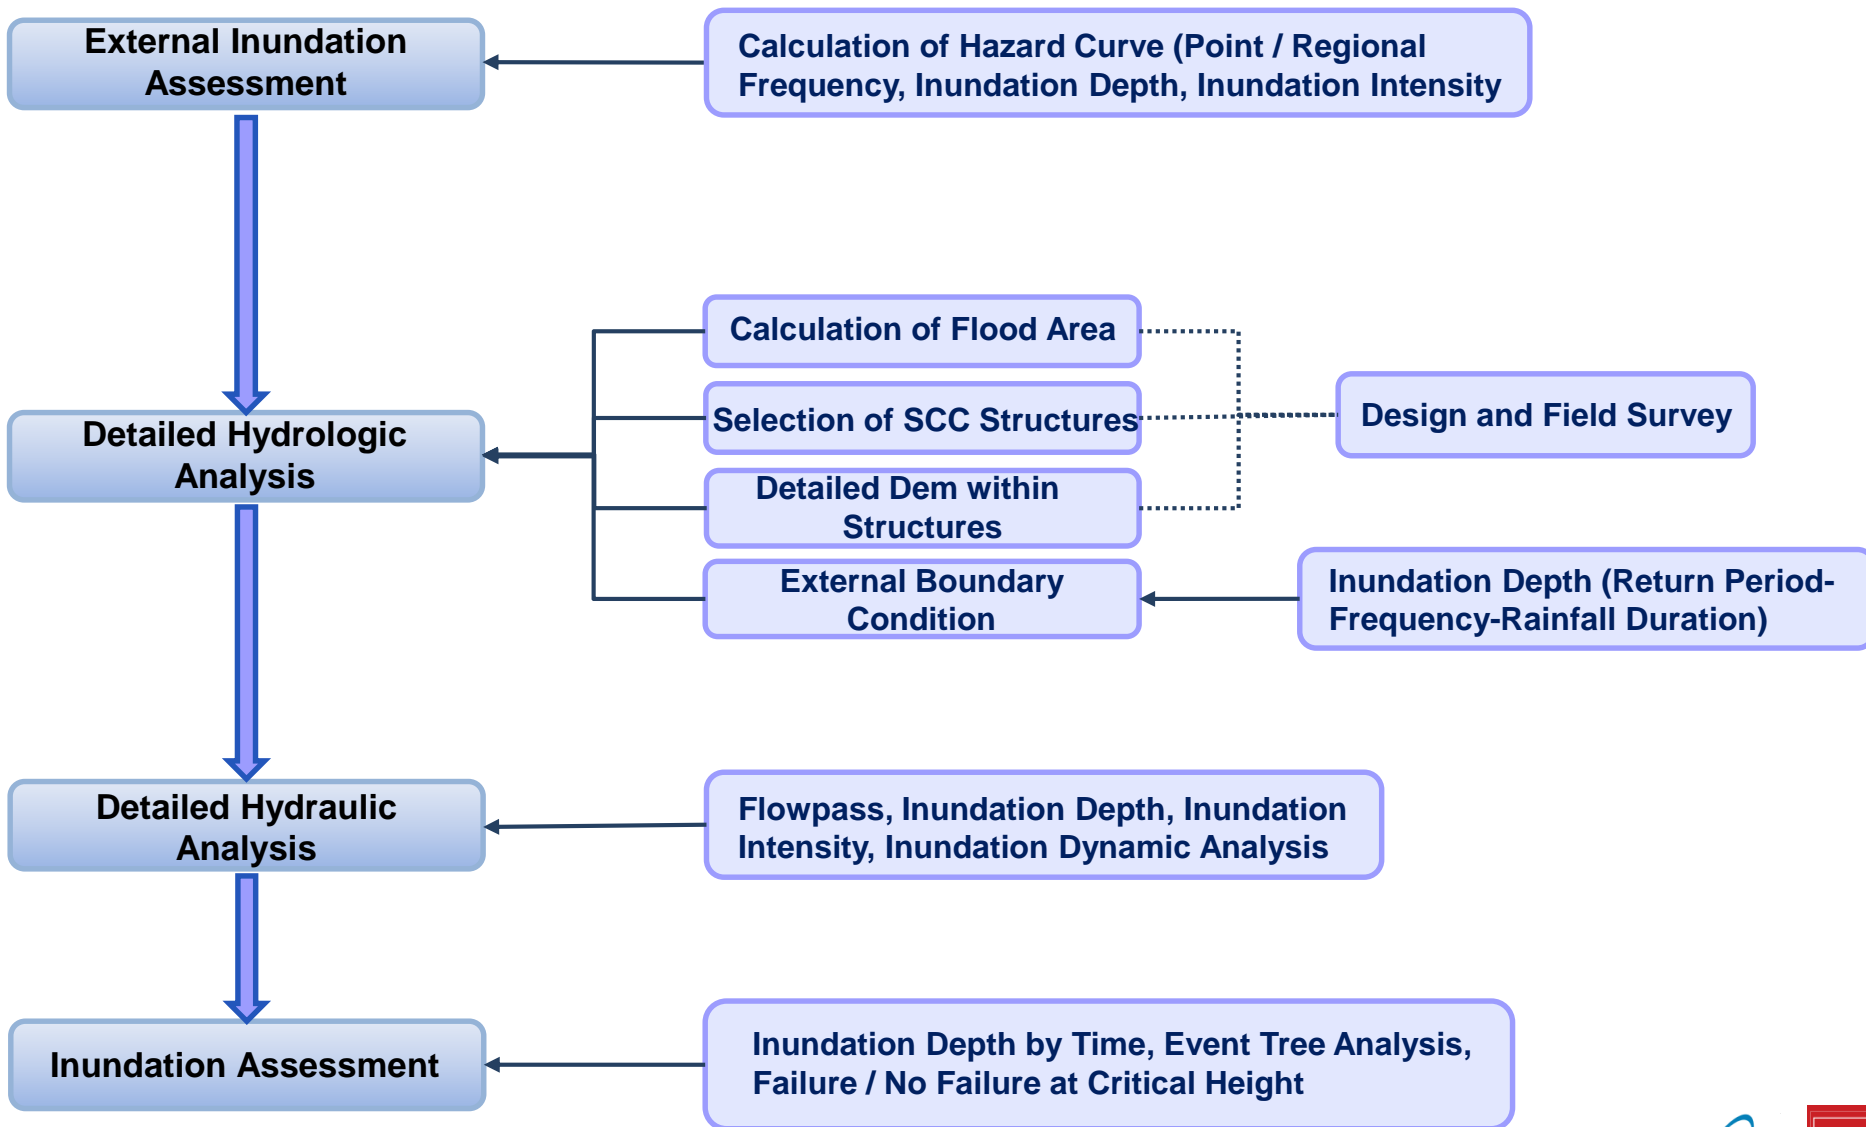 External Inundation
Assessment
Calculation of Hazard Curve (Point / Regional
Frequency, Inundation Depth, Inundation Intensity
Calculation of Flood Area
Selection of SCC Structures
Design and Field Survey
Detailed Hydrologic
Analysis
Detailed Dem within
Structures
External Boundary
Condition
Inundation Depth (Return Period-
Frequency-Rainfall Duration)
Detailed Hydraulic
Analysis
Flowpass, Inundation Depth, Inundation
Intensity, Inundation Dynamic Analysis
Inundation Assessment
Inundation Depth by Time, Event Tree Analysis,
Failure / No Failure at Critical Height